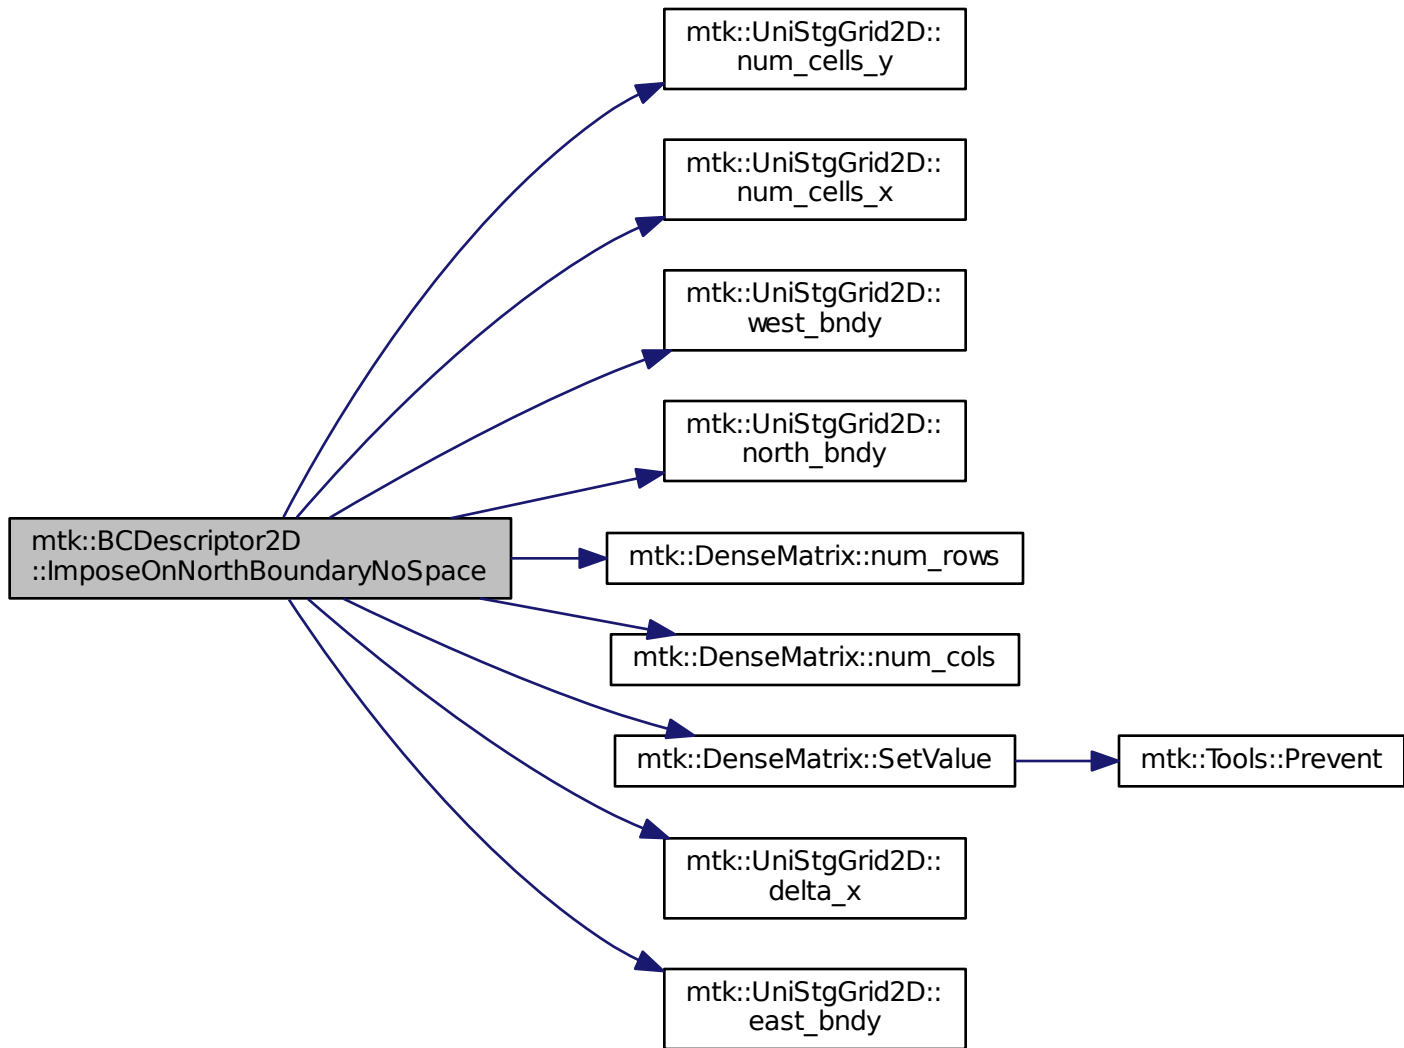 mtk::UniStgGrid2D::
num_cells_y
mtk::UniStgGrid2D::
num_cells_x
mtk::UniStgGrid2D::
west_bndy
mtk::UniStgGrid2D::
north_bndy
mtk::BCDescriptor2D
::ImposeOnNorthBoundaryNoSpace
mtk::DenseMatrix::num_rows
mtk::DenseMatrix::num_cols
mtk::DenseMatrix::SetValue
mtk::Tools::Prevent
mtk::UniStgGrid2D::
delta_x
mtk::UniStgGrid2D::
east_bndy